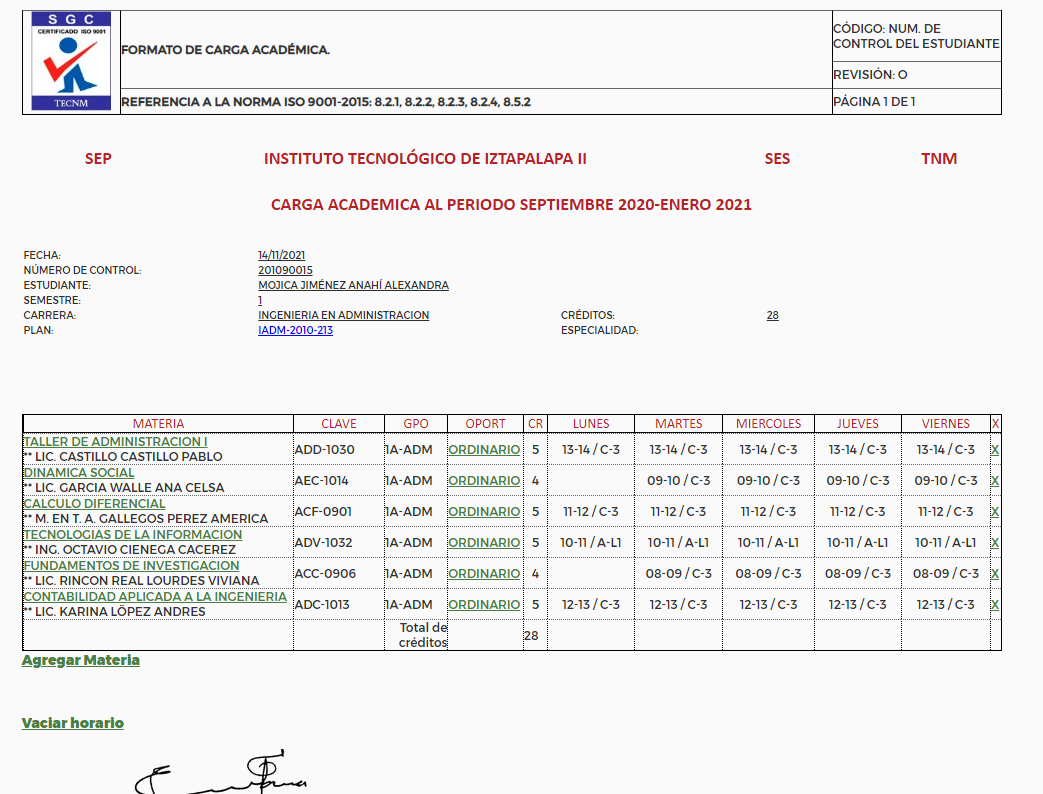 S G C
CERTIFICADO ISO 9001
TECNM
FORMATO DE CARGA ACADÉMICA.
REFERENCIA A LA NORMA ISO 9001-2015: 8.2.1, 8.2.2, 8.2.3, 8.2.4, 8.5.2
CÓDIGO: NUM. DE
CONTROL DEL ESTUDIANTE
REVISIÓN: O
PÁGINA 1 DE 1
SEP INSTITUTO TECNOLÓGICO DE IZTAPALAPA II SES TNM
CARGA ACADEMICA AL PERIODO SEPTIEMBRE 2020-ENERO 2021
FECHA: 14/11/2021
NÚMERO DE CONTROL: 201090015
ESTUDIANTE: MOJICA JIMÉNEZ ANAHÍ ALEXANDRA
SEMESTRE: 1
CARRERA: INGENIERIA EN ADMINISTRACION CRÉDITOS: 28
PLAN: IADM-2010-213 ESPECIALIDAD:
MATERIA CLAVE GPO OPORT CR LUNES MARTES MIERCOLES JUEVES VIERNES X
TALLER DE ADMINISTRACION I
** LIC. CASTILLO CASTILLO PABLO ADD-1030 1A-ADM ORDINARIO 5 13-14 / C-3 13-14 / C-3 13-14 / C-3 13-14 / C-3 13-14 / C-3 X
DINAMICA SOCIAL
** LIC. GARCIA WALLE ANA CELSA AEC-1014 1A-ADM ORDINARIO 4 09-10 / C-3 09-10 / C-3 09-10 / C-3 09-10 / C-3 X
CALCULO DIFERENCIAL
** M. EN T. A. GALLEGOS PEREZ AMERICA ACF-0901 1A-ADM ORDINARIO 5 11-12 / C-3 11-12 / C-3 11-12 / C-3 11-12 / C-3 11-12 / C-3 X
TECNOLOGIAS DE LA INFORMACION
** ING. OCTAVIO CIENEGA CACEREZ ADV-1032 1A-ADM ORDINARIO 5 10-11 / A-L1 10-11 / A-L1 10-11 / A-L1 10-11 / A-L1 10-11 / A-L1 X
FUNDAMENTOS DE INVESTIGACION
** LIC. RINCON REAL LOURDES VIVIANA ACC-0906 1A-ADM ORDINARIO 4 08-09 / C-3 08-09 / C-3 08-09 / C-3 08-09 / C-3 X
CONTABILIDAD APLICADA A LA INGENIERIA
** LIC. KARINA LÖPEZ ANDRES ADC-1013 1A-ADM ORDINARIO 5 12-13 / C-3 12-13 / C-3 12-13 / C-3 12-13 / C-3 12-13 / C-3 X
Total de
créditos 28
Agregar Materia
Vaciar horario